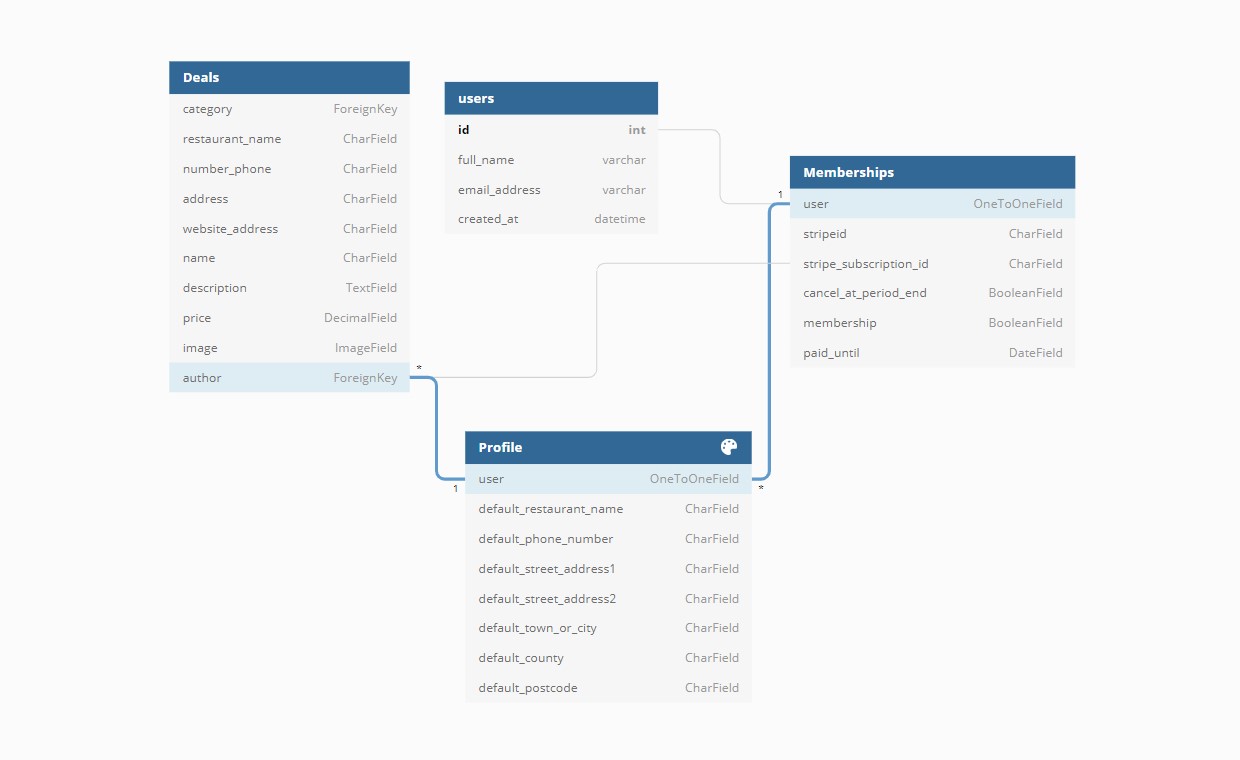 Deals
category ForeignKey
restaurant_name CharField
number_phone CharField
address CharField
website_address CharField
name CharField
description TextField
price DecimalField
image ImageField
author ForeignKey
*
users
id int
full_name varchar
email_address varchar
created_at datetime
1
Memberships
user OneToOneField
stripeid CharField
stripe_subscription_id CharField
cancel_at_period_end BooleanField
membership BooleanField
paid_until DateField
Profile
user OneToOneField
1
*
default_restaurant_name CharField
default_phone_number CharField
default_street_address1 CharField
default_street_address2 CharField
default_town_or_city CharField
default_county CharField
default_postcode CharField